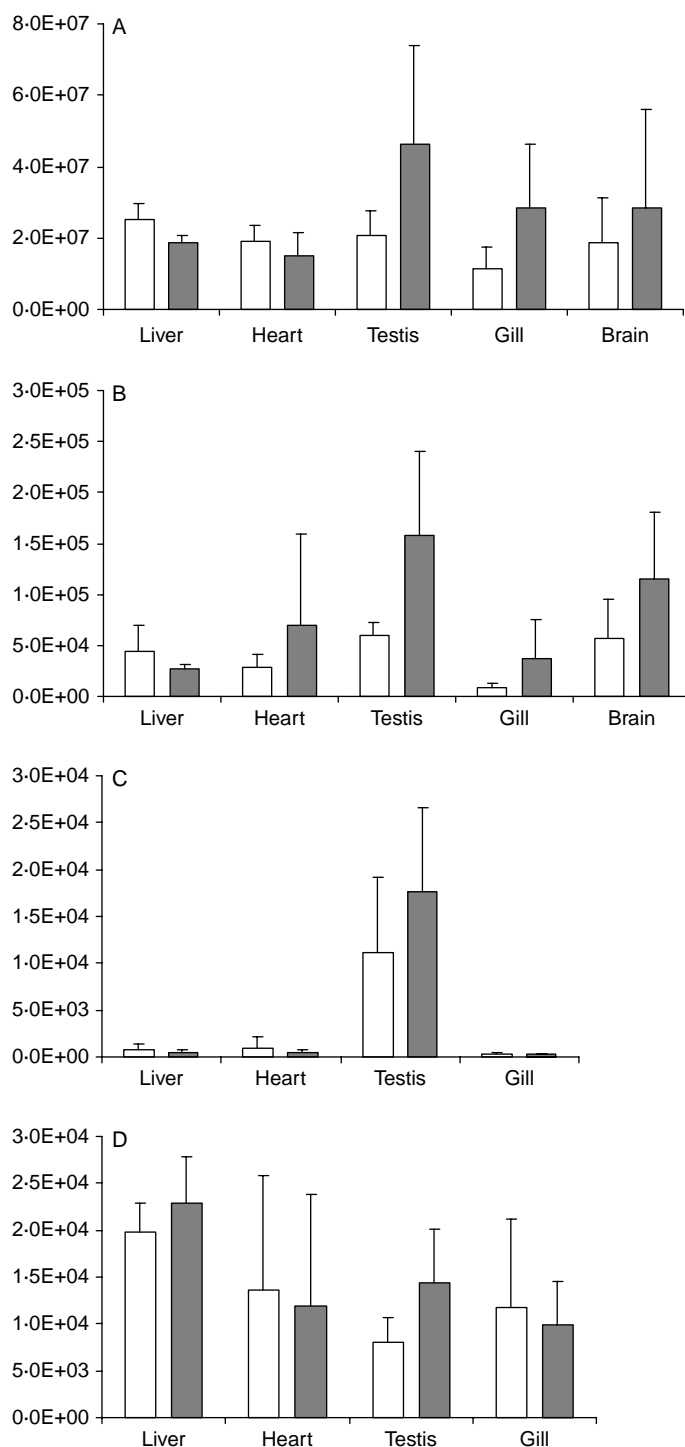 A
8·0E+07
6·0E+07
4·0E+07
2·0E+07
0·0E+00
Liver Heart Testis Gill Brain
B
3·0E+05
2·5E+05
2·0E+05
1·5E+05
1·0E+05
5·0E+04
0·0E+00
Liver Heart Testis Gill Brain
C
3·0E+04
2·5E+04
2·0E+04
1·5E+04
1·0E+04
5·0E+03
0·0E+00
Liver Heart Testis Gill
D
3·0E+04
2·5E+04
2·0E+04
1·5E+04
1·0E+04
5·0E+03
0·0E+00
Liver Heart Testis Gill